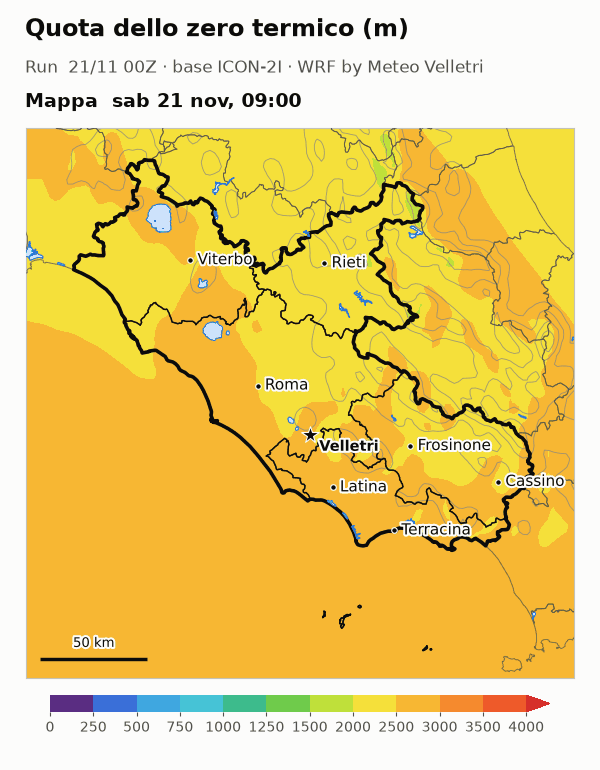 Quota dello zero termico (m)
Run  21/11 00Z · base ICON-2I · WRF by Meteo Velletri
Mappa  sab 21 nov, 09:00
Viterbo
Rieti
Roma
Velletri
Frosinone
Cassino
Latina
Terracina
50 km
0 250 500 750 1000 1250 1500 2000 2500 3000 3500 4000